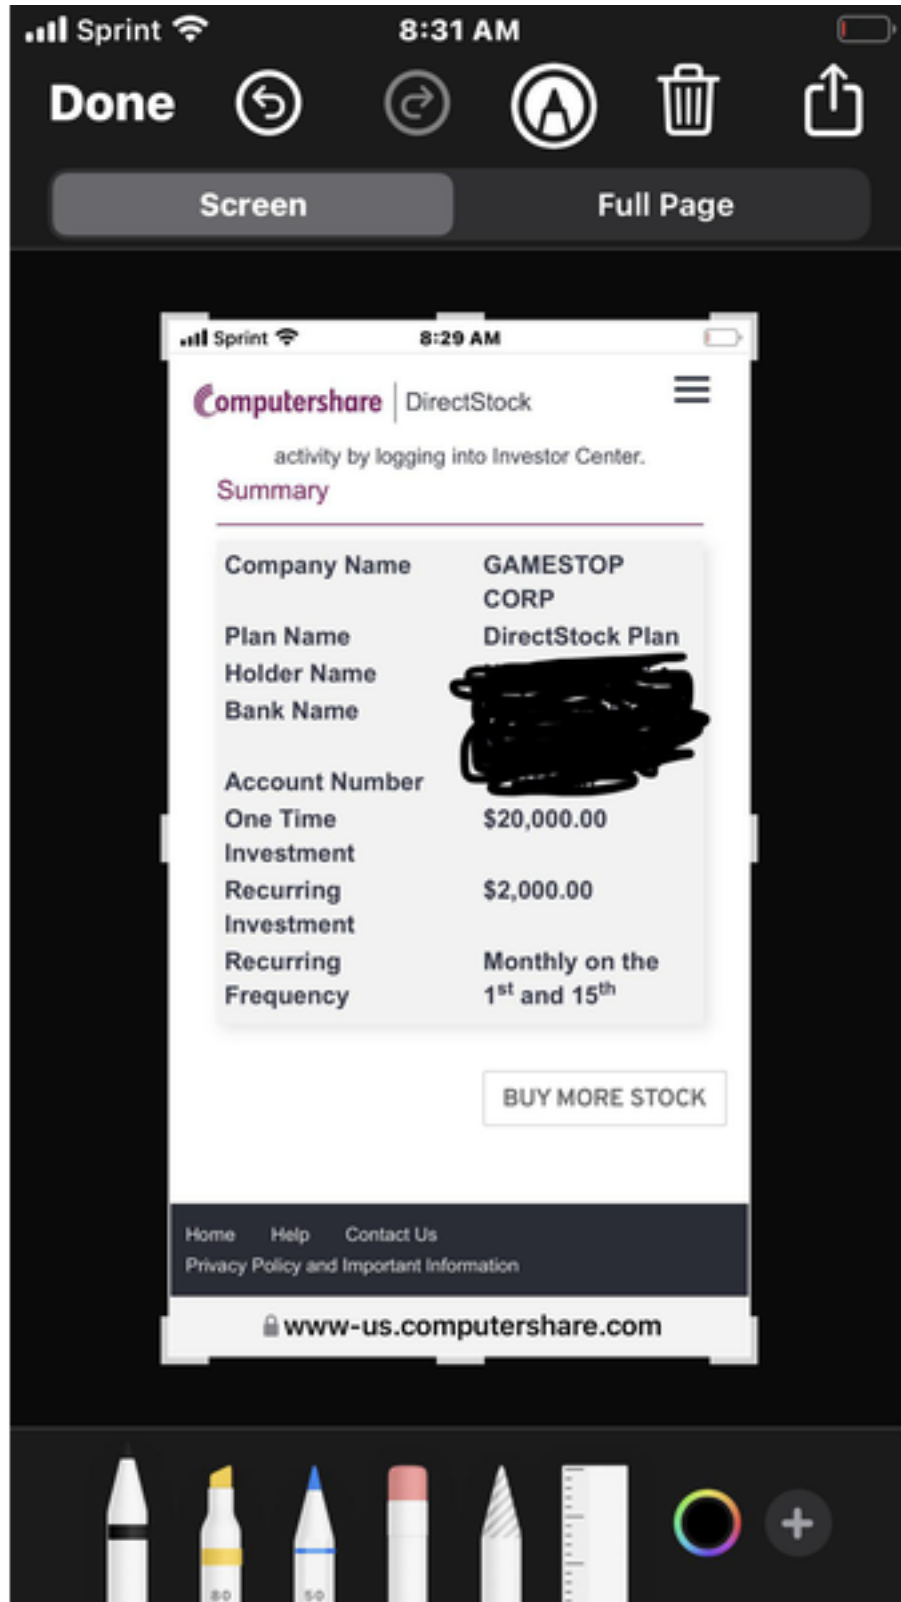 Sprint 8:31 AM
Done
Screen Full Page
Sprint 8:29 AM
Computershare DirectStock
activity by logging into Investor Center.
Summary
Company Name GAMESTOP
CORP
Plan Name DirectStock Plan
Holder Name
Bank Name
Account Number
One Time $20,000.00
Investment
Recurring $2,000.00
Investment
Recurring Monthly on the
Frequency 1st and 15th
BUY MORE STOCK
Home Help Contact Us
Privacy Policy and Important Information
www-us.computershare.com
80 50